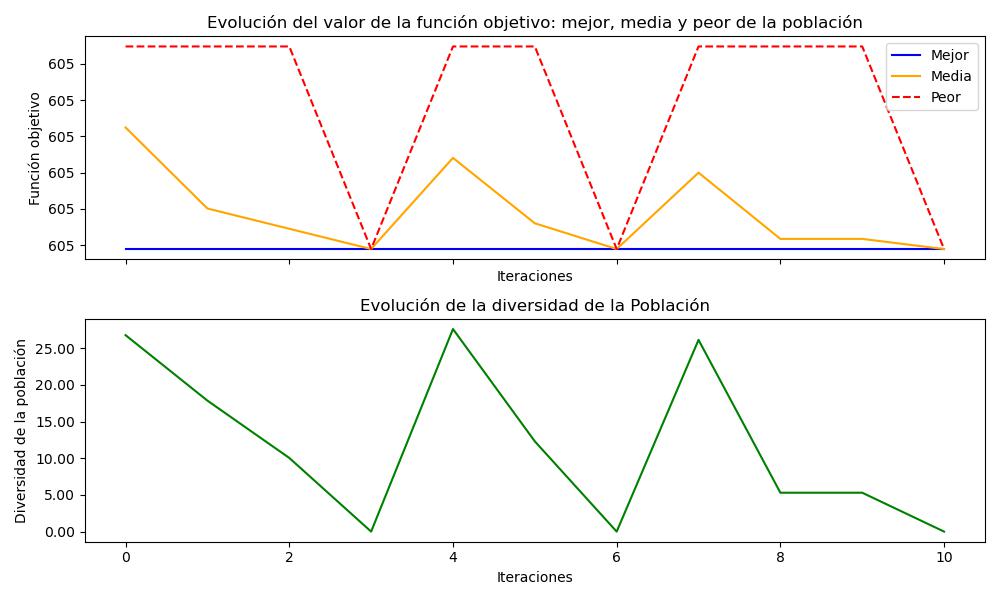 Evolución del valor de la función objetivo: mejor, media y peor de la población
Función objetivo
605
605
605
605
605
605
Mejor
Media
Peor
Iteraciones
Evolución de la diversidad de la Población
Diversidad de la población
25.00
20.00
15.00
10.00
5.00
0.00
0 2 4 6 8 10
Iteraciones